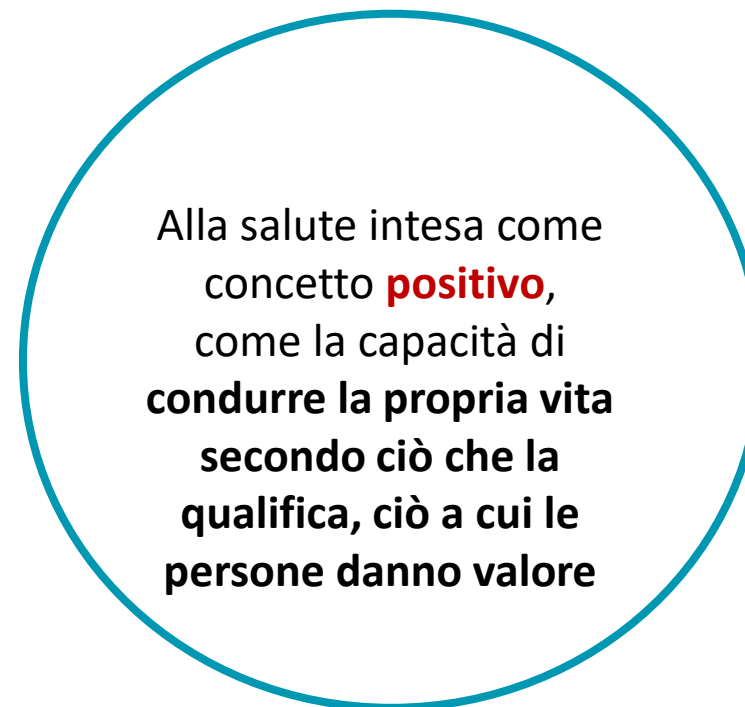 Alla salute intesa come
concetto positivo,
come la capacità di
condurre la propria vita
secondo ciò che la
qualifica, ciò a cui le
persone danno valore